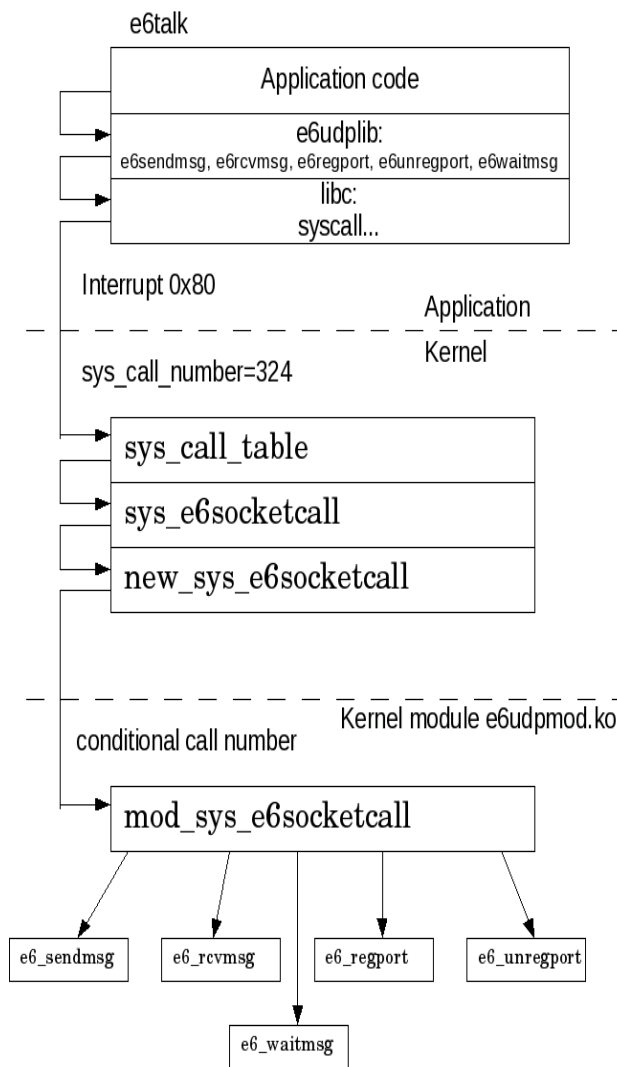 e6talk
Application code
e6udplib:
e6sendmsg, e6rcvmsg, e6regport, e6unregport, e6waitmsg
libc:
syscall...
Interrupt 0x80
Application
Kernel
sys_call_number=324
sys_call_table
sys_e6socketcall
new_sys_e6socketcall
Kernel module e6udpmod.ko
conditional call number
mod_sys_e6socketcall
e6_sendmsg
e6_rcvmsg
e6_regport
e6_unregport
e6_waitmsg